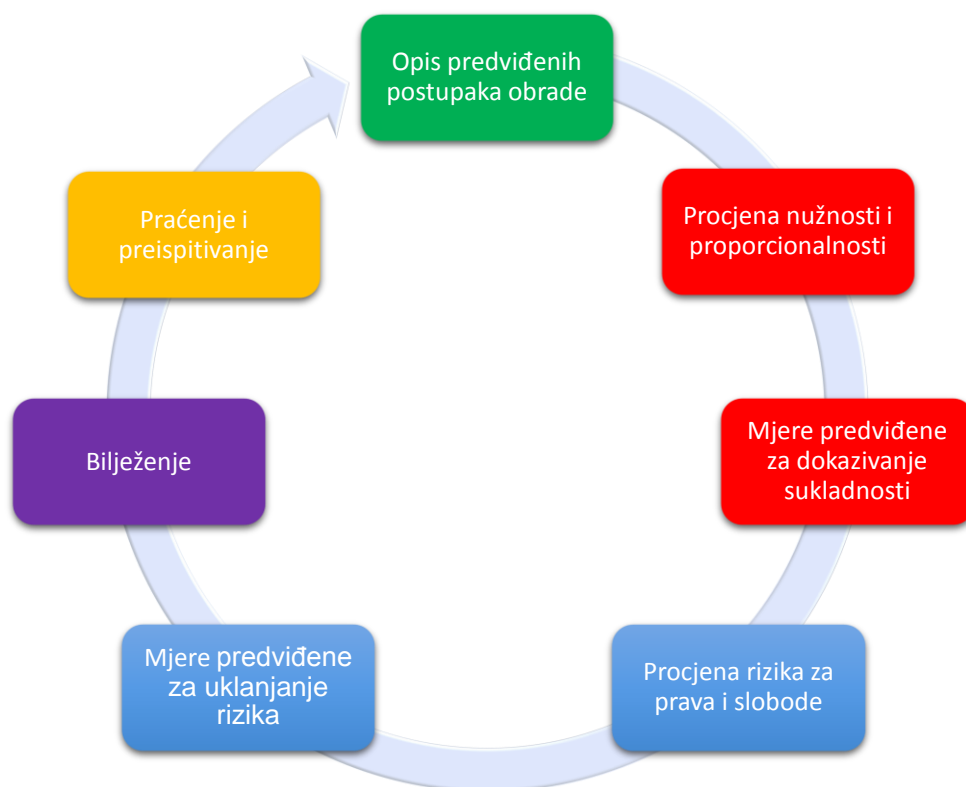 Opis predviđenih
postupaka obrade
Procjena nužnosti i
proporcionalnosti
Mjere predviđene
za dokazivanje
sukladnosti
Procjena rizika za
prava i slobode
Mjere predviđene
za uklanjanje
rizika
Bilježenje
Praćenje i
preispitivanje